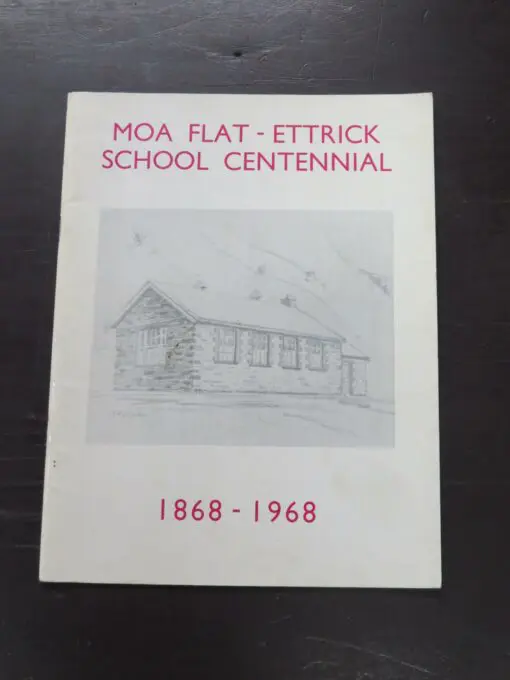 MOA FLAT - ETTRICK
SCHOOL CENTENNIAL
1868 - 1968